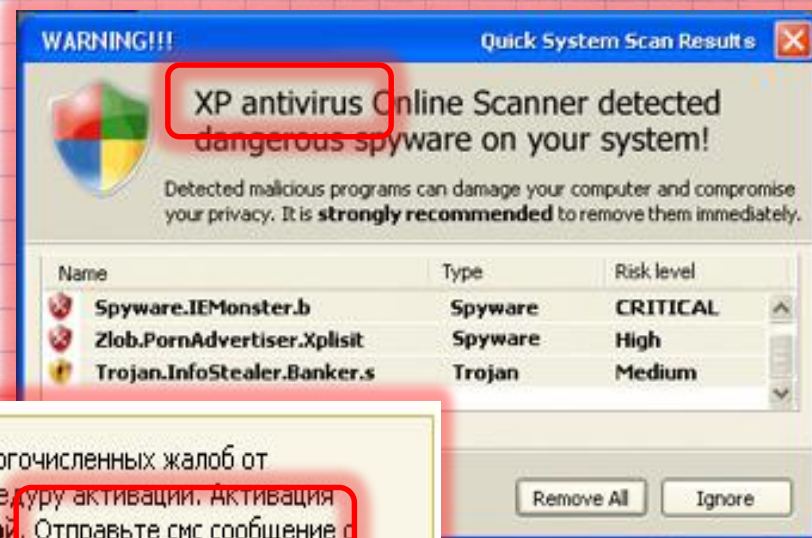 WARNING!!! Quick System Scan Results
XP antivirus Online Scanner detected
dangerous spyware on your system!
Detected malicious programs can damage your computer and compromise
your privacy. It is strongly recommended to remove them immediately.
Name Type Risk level
Spyware.IEMonster.b Spyware CRITICAL
Zlob.PornAdvertiser.Xplisit Spyware High
Trojan.InfoStealer.Banker.s Trojan Medium
жалоб от
активации. Активация
Отправьте смс сообщение с
Remove All Ignore